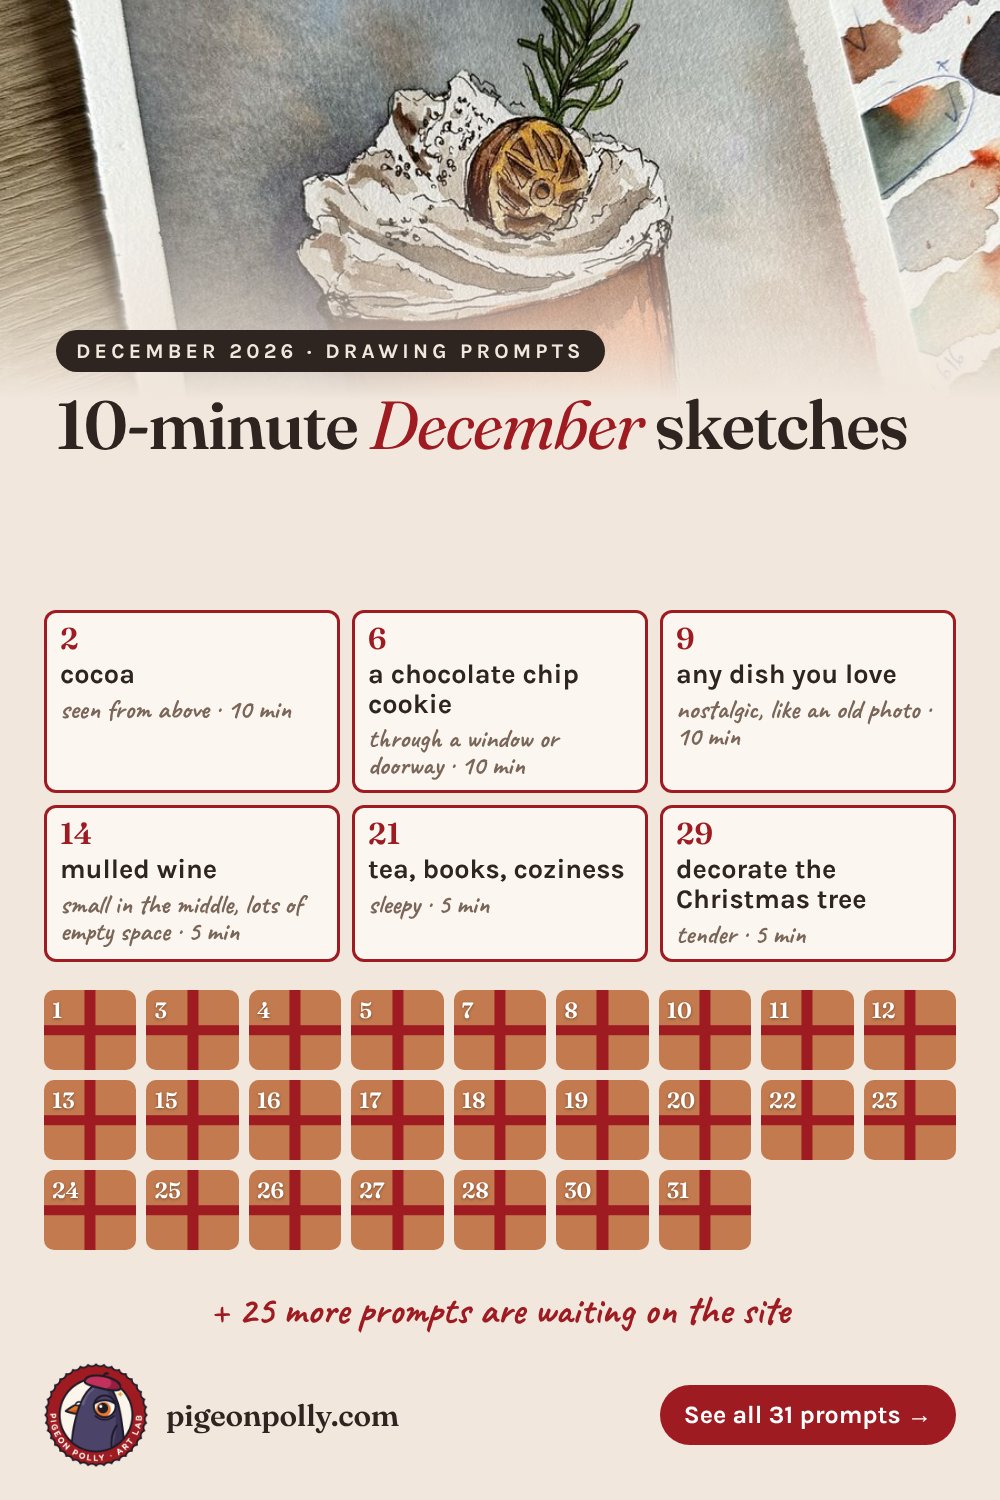 DECEMBER 2026 · DRAWING PROMPTS
10-minute December sketches
2
cocoa
seen from above · 10 min
6
a chocolate chip
cookie
through a window or
doorway · 10 min
9
any dish you love
nostalgic, like an old photo ·
10 min
14
mulled wine
small in the middle, lots of
empty space · 5 min
21
tea, books, coziness
sleepy · 5 min
29
decorate the
Christmas tree
tender · 5 min
1 3 4 5 7 8 10 11 12
13 15 16 17 18 19 20 22 23
24 25 26 27 28 30 31
+ 25 more prompts are waiting on the site
PIGEON POLLY · ART LAB
pigeonpolly.com
See all 31 prompts →